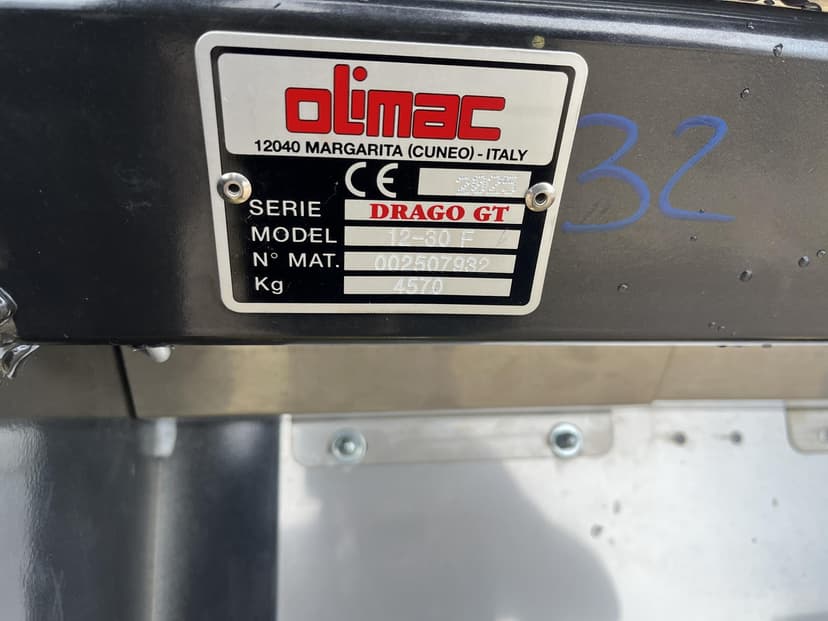 olimac
12040 MARGARITA (CUNEO) - ITALY
CE
SERIE DRAGO GT
MODEL 12-30 F
N° MAT. 002507932
Kg 4570
32